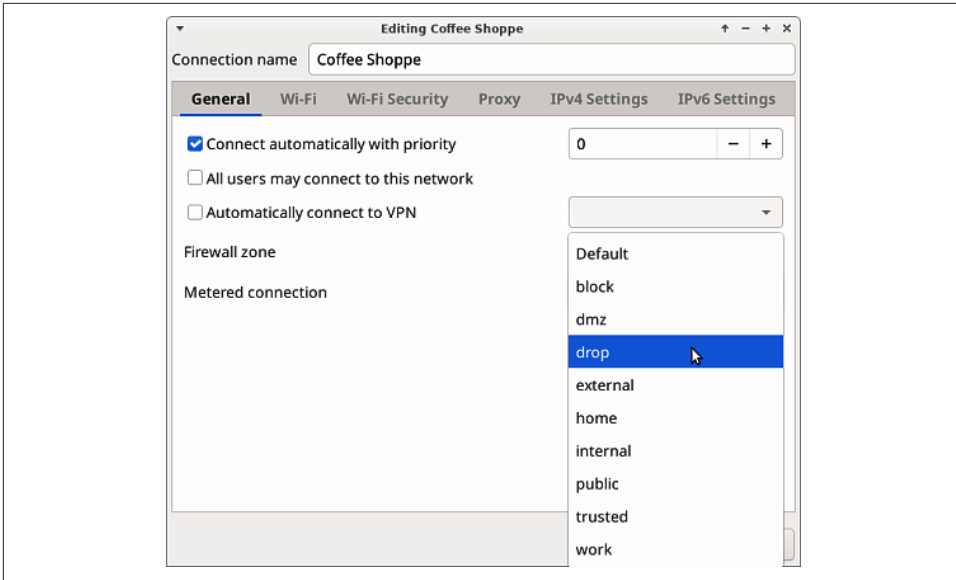 Editing Coffee Shoppe
Connection name Coffee Shoppe
General Wi-Fi Wi-Fi Security Proxy IPv4 Settings IPv6 Settings
Connect automatically with priority 0 − +
All users may connect to this network
Automatically connect to VPN
Firewall zone
Metered connection
Default
block
dmz
drop
external
home
internal
public
trusted
work